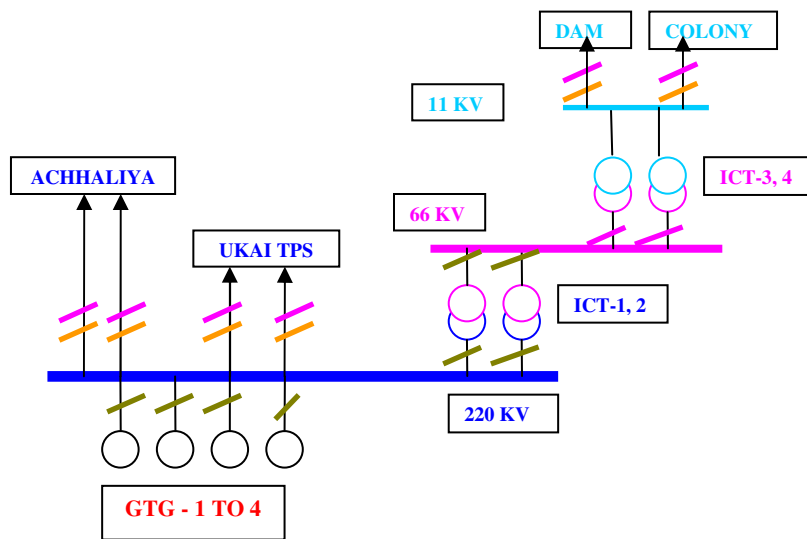 DAM
COLONY
11 KV
ACHHALIYA
ICT-3, 4
66 KV
UKAI TPS
ICT-1, 2
220 KV
GTG - 1 TO 4